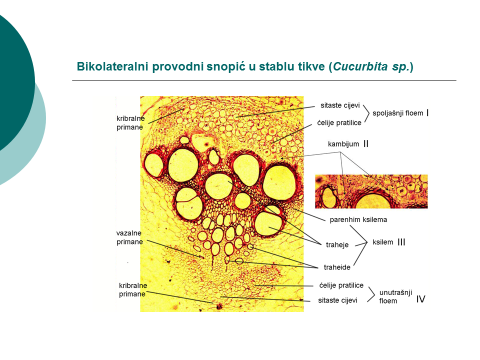 Bikolateralni provodni snopić u stablu tikve (Cucurbita sp.)
sitaste cijevi
spoljašnji floem I
kribralne
primane
ćelije pratilice
kambijum II
parenhim ksilema
vazalne
primane
traheje
ksilem III
traheide
kribralne
primane
ćelije pratilice
unutrašnji
floem IV
sitaste cijevi